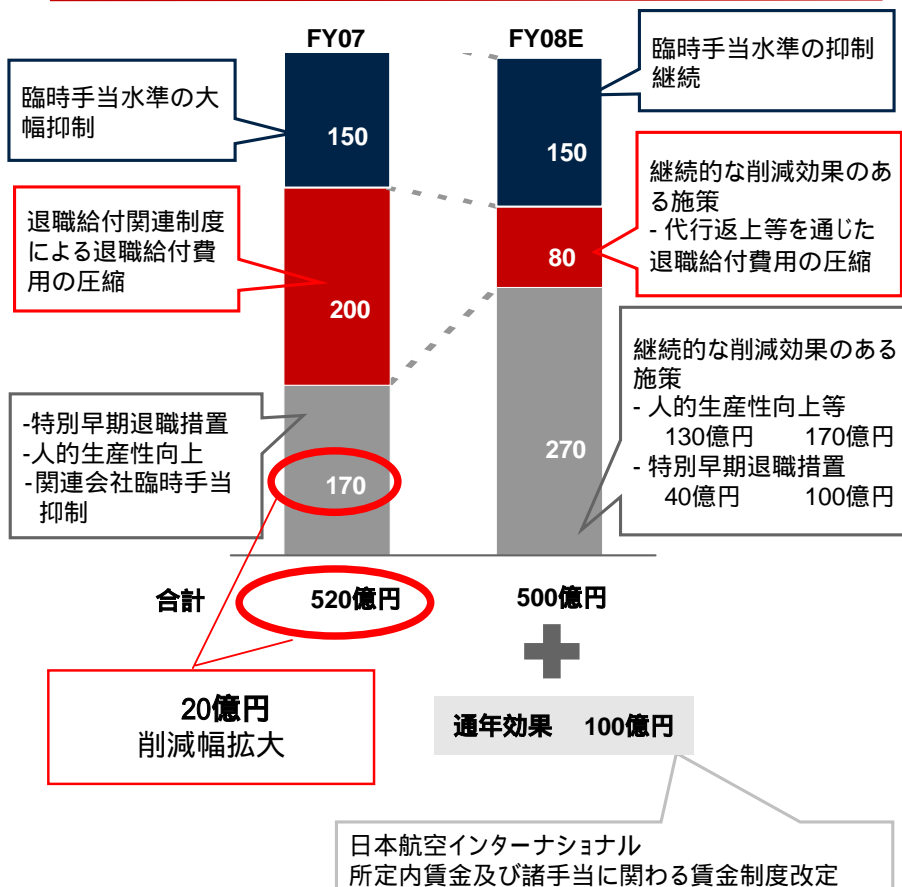 FY07
FY08E
臨時手当水準の大
幅抑制
150
退職給付関連制度
による退職給付費
用の圧縮
200
-特別早期退職措置
-人的生産性向上
-関連会社臨時手当
抑制
170
臨時手当水準の抑制
継続
150
継続的な削減効果のあ
る施策
- 代行返上等を通じた
退職給付費用の圧縮
80
継続的な削減効果のある
施策
- 人的生産性向上等
130億円 170億円
- 特別早期退職措置
40億円 100億円
270
合計 520億円 500億円
20億円
削減幅拡大
通年効果 100億円
日本航空インターナショナル
所定内賃金及び諸手当に関わる賃金制度改定